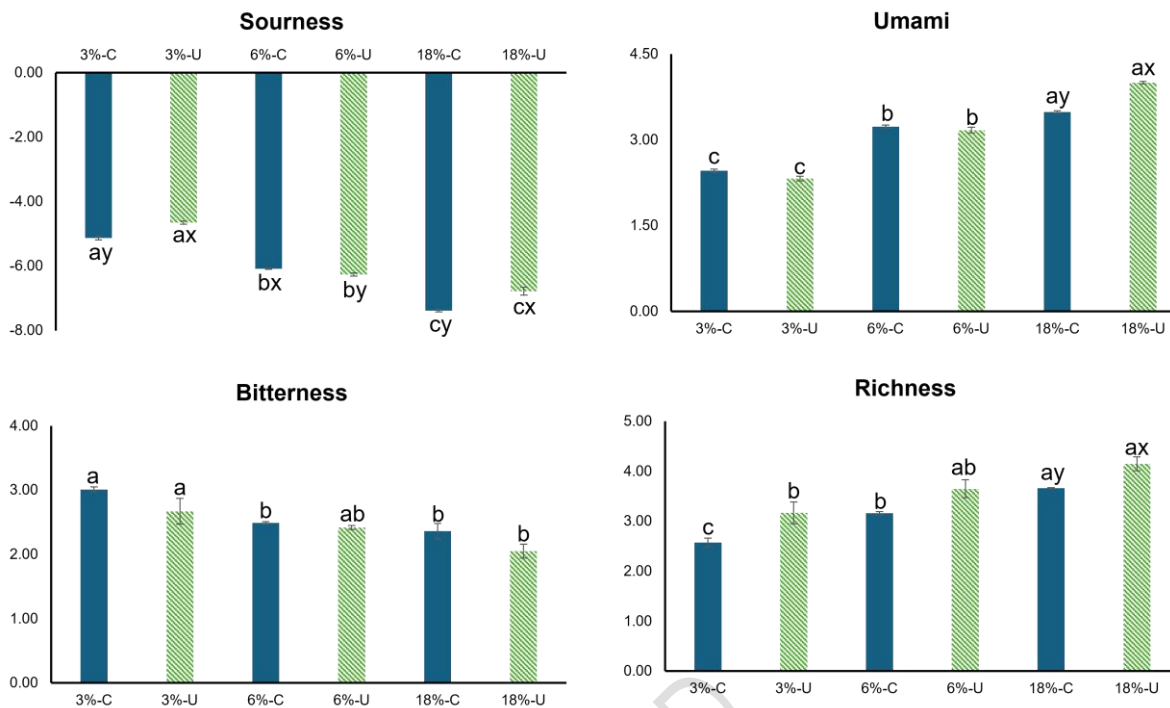 Sourness
3%-C 3%-U 6%-C 6%-U 18%-C 18%-U
0.00
-2.00
-4.00
-6.00
-8.00
ay ax bx by cy cx
Umami
4.50
3.00
1.50
0.00
c c b b ay ax
3%-C 3%-U 6%-C 6%-U 18%-C 18%-U
Bitterness
4.00
3.00
2.00
1.00
0.00
a a b ab b b
3%-C 3%-U 6%-C 6%-U 18%-C 18%-U
Richness
5.00
4.00
3.00
2.00
1.00
0.00
c b b ab ay ax
3%-C 3%-U 6%-C 6%-U 18%-C 18%-U